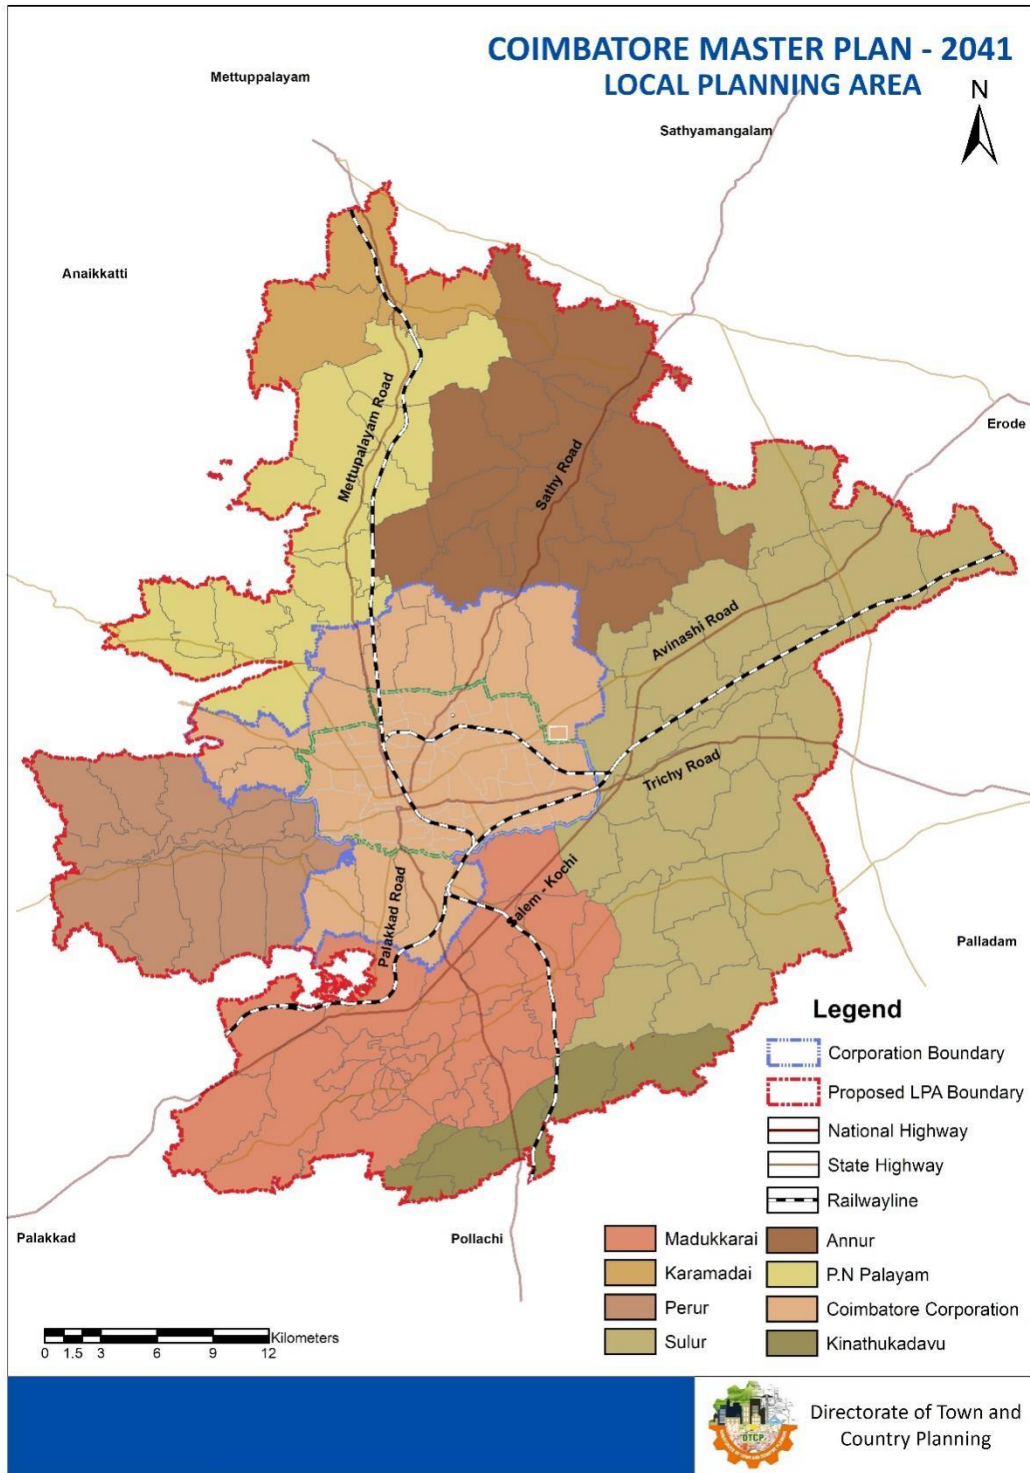 COIMBATORE MASTER PLAN - 2041
LOCAL PLANNING AREA
Mettuppalayam
N
Sathyamangalam
Anaikkatti
Erode
Mettupalayam Road
Sathy Road
Avinashi Road
Trichy Road
Salem - Kochi
Palakkad Road
Palladam
Palakkad
Pollachi
Legend
Corporation Boundary
Proposed LPA Boundary
National Highway
State Highway
Railwayline
Madukkarai
Annur
Karamadai
P.N Palayam
Perur
Coimbatore Corporation
Sulur
Kinathukadavu
Kilometers
0 1.5 3 6 9 12
DTCP
Directorate of Town and
Country Planning